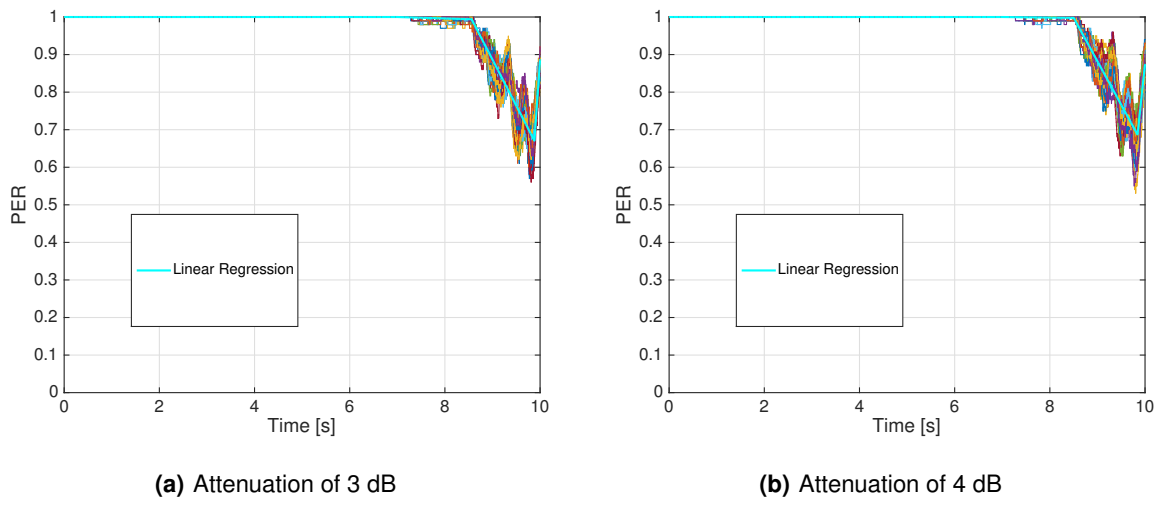 1
0.9
0.8
0.7
0.6
0.5
0.4
0.3
0.2
0.1
0
PER
Linear Regression
0 2 4 6 8 10
Time [s]
(a) Attenuation of 3 dB
1
0.9
0.8
0.7
0.6
0.5
0.4
0.3
0.2
0.1
0
PER
Linear Regression
0 2 4 6 8 10
Time [s]
(b) Attenuation of 4 dB